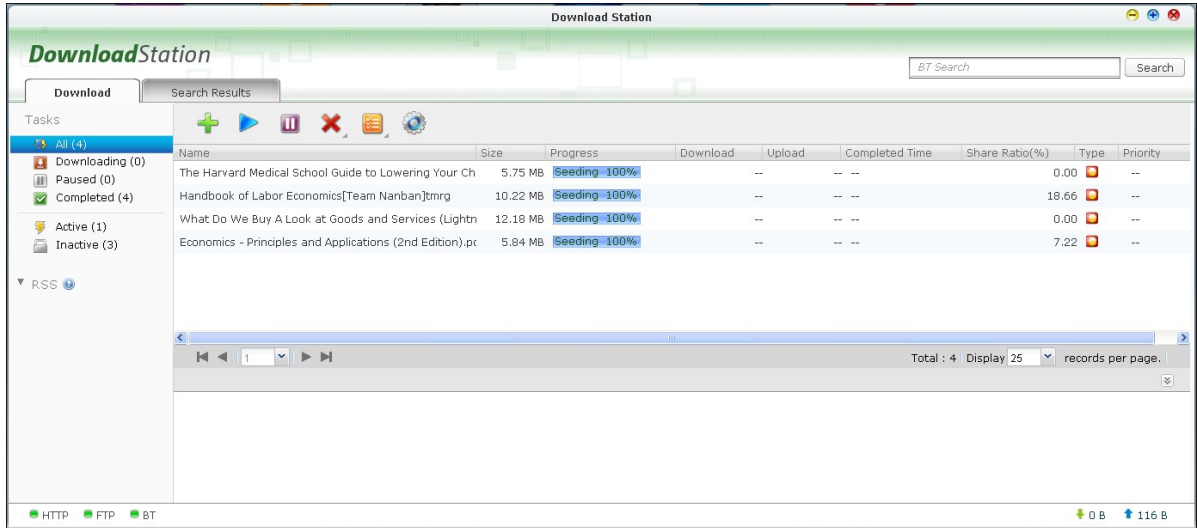 Download Station
DownloadStation
BT Search Search
Download Search Results
Tasks
All (4)
Downloading (0)
Paused (0)
Completed (4)
Active (1)
Inactive (3)
RSS
Name Size Progress Download Upload Completed Time Share Ratio(%) Type Priority
The Harvard Medical School Guide to Lowering Your Ch 5.75 MB Seeding 100% -- -- -- 0.00 --
Handbook of Labor Economics[Team Nanban]tmrg 10.22 MB Seeding 100% -- -- -- 18.66 --
What Do We Buy A Look at Goods and Services (Lightn 12.18 MB Seeding 100% -- -- -- 0.00 --
Economics - Principles and Applications (2nd Edition).pc 5.84 MB Seeding 100% -- -- -- 7.22 --
1 Total : 4 Display 25 records per page.
HTTP FTP BT 0 B 116 B